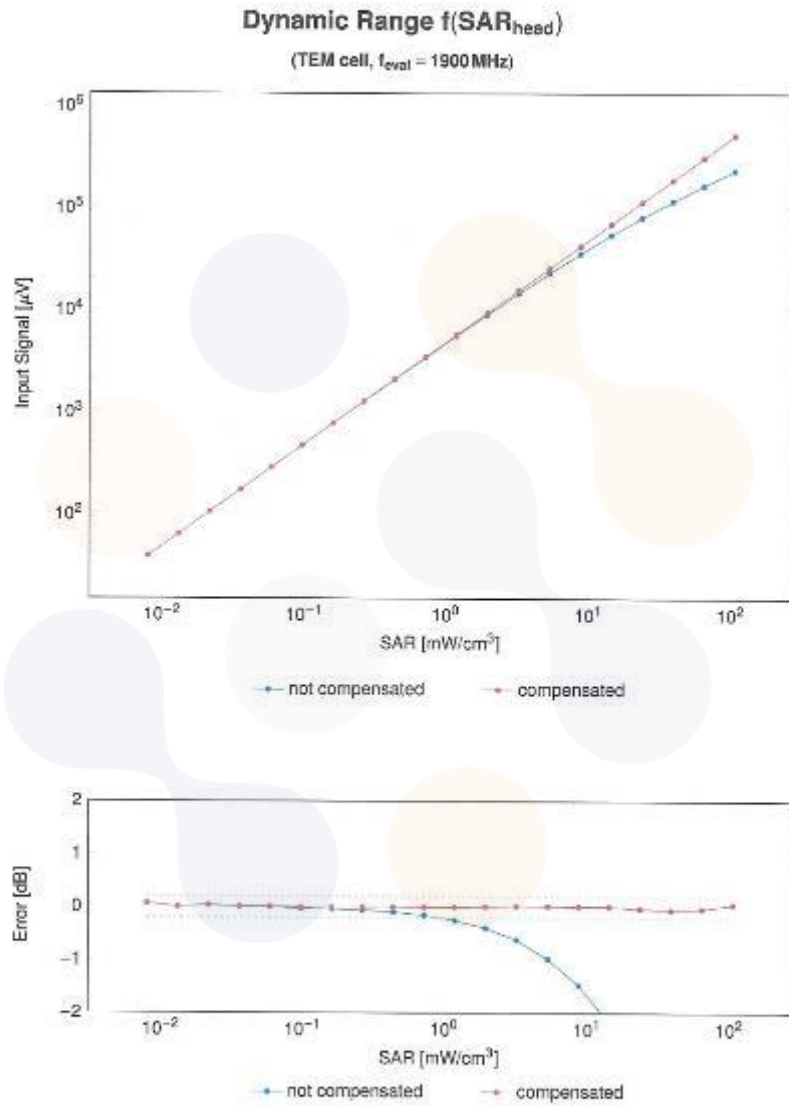 Dynamic Range f(SARhead)
(TEM cell, feval = 1900 MHz)
10⁶
10⁵
10⁴
10³
10²
Input Signal [µV]
10⁻² 10⁻¹ 10⁰ 10¹ 10²
SAR [mW/cm³]
not compensated compensated
2
1
0
−1
−2
Error [dB]
10⁻² 10⁻¹ 10⁰ 10¹ 10²
SAR [mW/cm³]
not compensated compensated